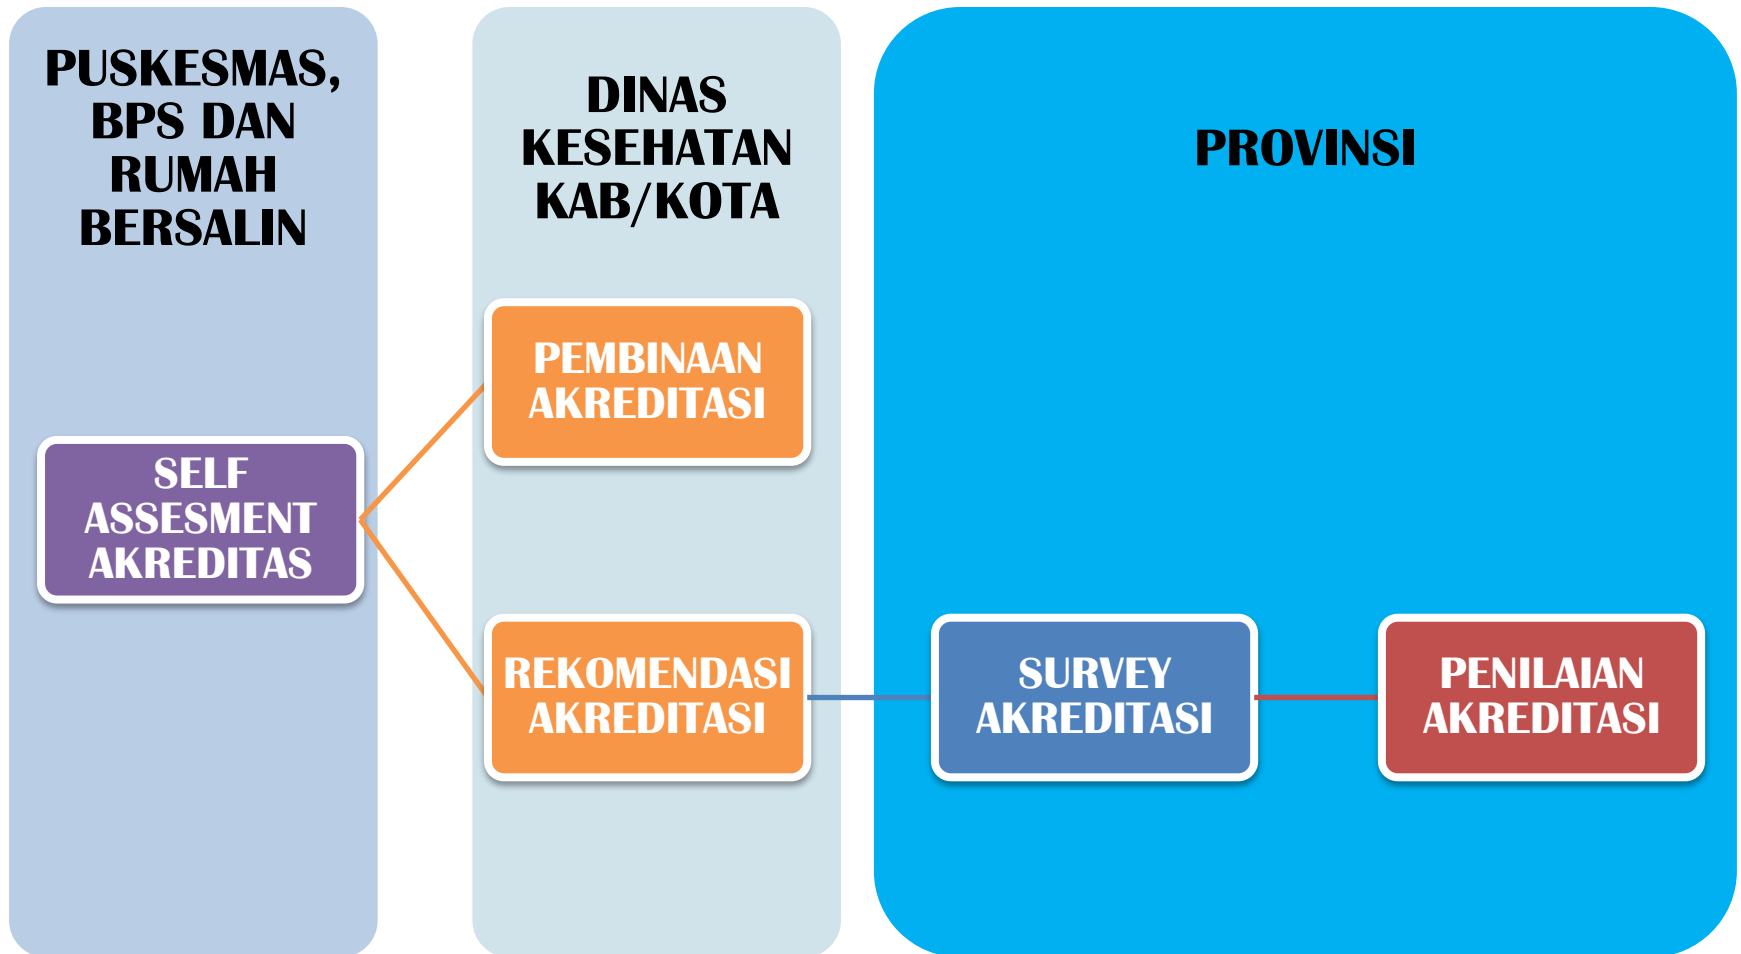 PUSKESMAS,
BPS DAN
RUMAH
BERSALIN
DINAS
KESEHATAN
KAB/KOTA
PROVINSI
PEMBINAAN
AKREDITASI
SELF
ASSESMENT
AKREDITAS
REKOMENDASI
AKREDITASI
SURVEY
AKREDITASI
PENILAIAN
AKREDITASI